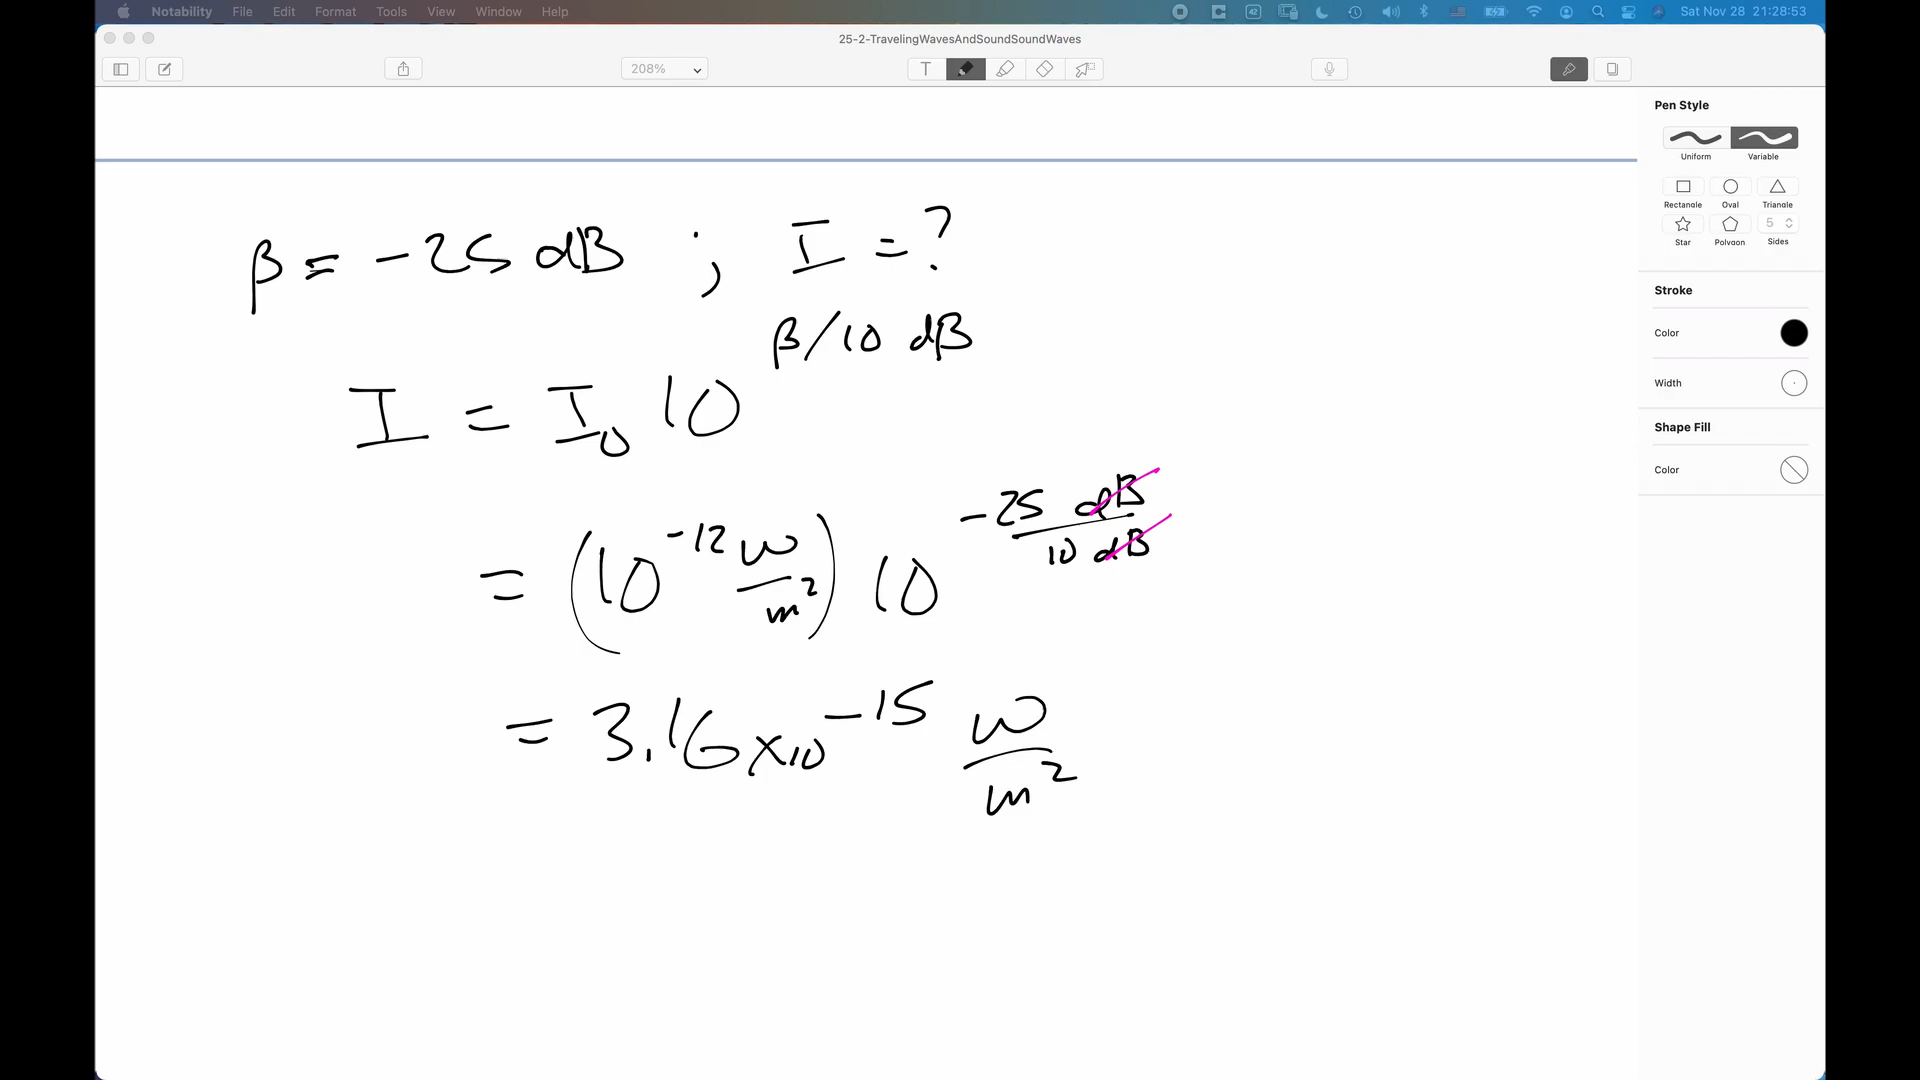 Notability File Edit Format Tools View Window Help 42 Sat Nov 28 21:28:53
25-2-TravelingWavesAndSoundSoundWaves
208% T
Pen Style
Uniform Variable
Rectangle Oval Triangle
5
Star Polygon Sides
Stroke
Color
Width
Shape Fill
Color
β = -25 dB ; I = ?
I = I₀ 10^(β/10 dB)
= (10^(-12) W/m²) 10^(-25 dB/10 dB)
= 3.16 x 10^(-15) W/m²